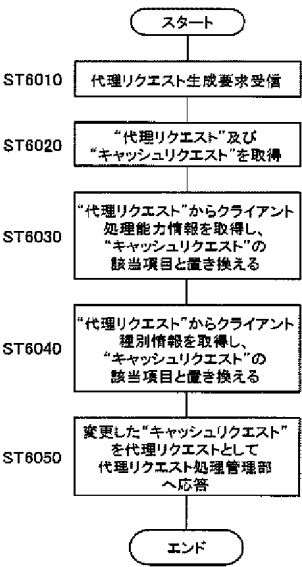 スタート
ST6010
代理リクエスト生成要求受信
ST6020
“代理リクエスト”及び
“キャッシュリクエスト”を取得
ST6030
“代理リクエスト”からクライアント
処理能力情報を取得し、
“キャッシュリクエスト”の
該当項目と置き換える
ST6040
“代理リクエスト”からクライアント
種別情報を取得し、
“キャッシュリクエスト”の
該当項目と置き換える
ST6050
変更した“キャッシュリクエスト”
を代理リクエストとして
代理リクエスト処理管理部
へ応答
エンド